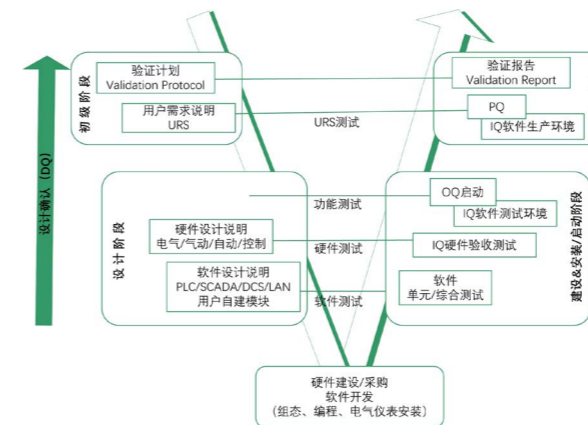 验证计划
Validation Protocol
用户需求说明
URS
初级阶段
验证报告
Validation Report
PQ
IQ软件生产环境
URS测试
设计确认（DQ）
设计阶段
功能测试
OQ启动
IQ软件测试环境
硬件设计说明
电气/气动/自动/控制
硬件测试
IQ硬件验收测试
软件设计说明
PLC/SCADA/DCS/LAN
用户自建模块
软件测试
软件
单元/综合测试
建设&安装/启动阶段
硬件建设/采购
软件开发
（组态、编程、电气仪表安装）